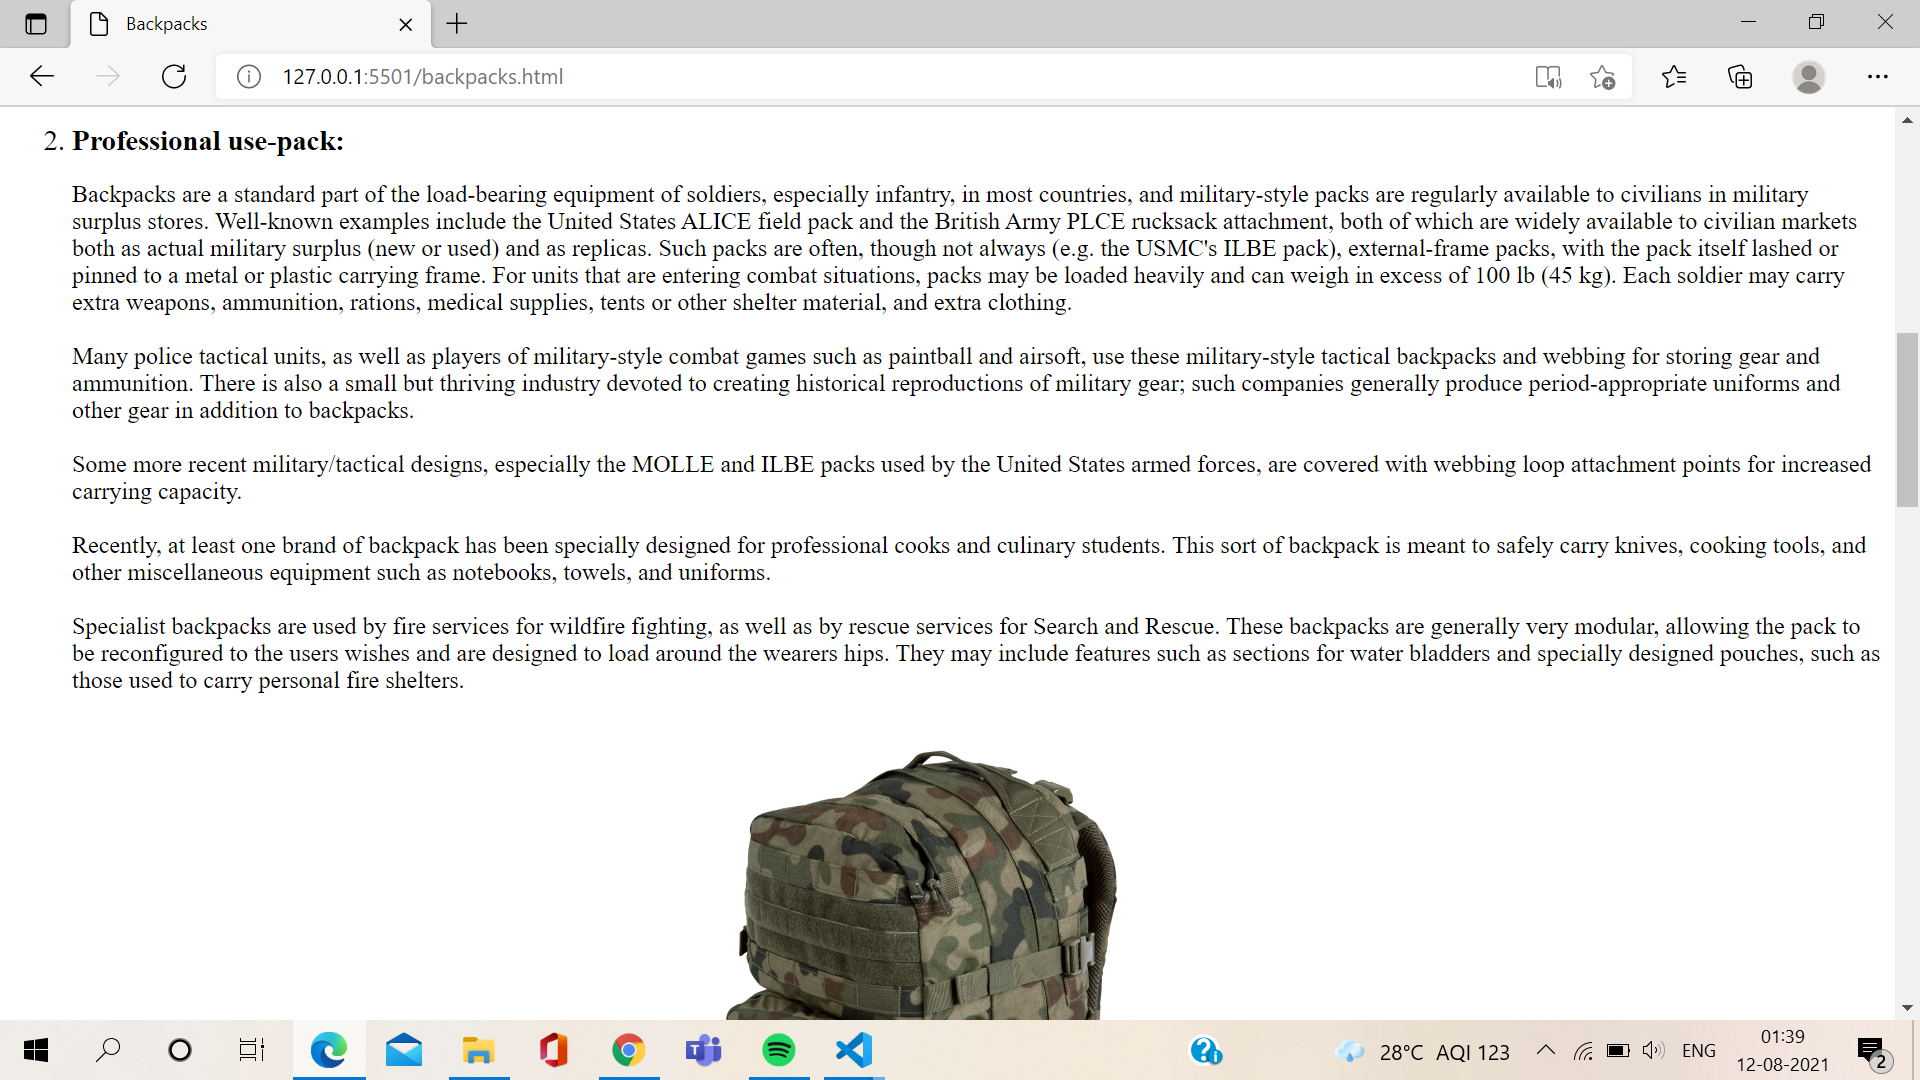 Backpacks
127.0.0.1:5501/backpacks.html
2. Professional use-pack:
Backpacks are a standard part of the load-bearing equipment of soldiers, especially infantry, in most countries, and military-style packs are regularly available to civilians in military
surplus stores. Well-known examples include the United States ALICE field pack and the British Army PLCE rucksack attachment, both of which are widely available to civilian markets
both as actual military surplus (new or used) and as replicas. Such packs are often, though not always (e.g. the USMC's ILBE pack), external-frame packs, with the pack itself lashed or
pinned to a metal or plastic carrying frame. For units that are entering combat situations, packs may be loaded heavily and can weigh in excess of 100 lb (45 kg). Each soldier may carry
extra weapons, ammunition, rations, medical supplies, tents or other shelter material, and extra clothing.
Many police tactical units, as well as players of military-style combat games such as paintball and airsoft, use these military-style tactical backpacks and webbing for storing gear and
ammunition. There is also a small but thriving industry devoted to creating historical reproductions of military gear; such companies generally produce period-appropriate uniforms and
other gear in addition to backpacks.
Some more recent military/tactical designs, especially the MOLLE and ILBE packs used by the United States armed forces, are covered with webbing loop attachment points for increased
carrying capacity.
Recently, at least one brand of backpack has been specially designed for professional cooks and culinary students. This sort of backpack is meant to safely carry knives, cooking tools, and
other miscellaneous equipment such as notebooks, towels, and uniforms.
Specialist backpacks are used by fire services for wildfire fighting, as well as by rescue services for Search and Rescue. These backpacks are generally very modular, allowing the pack to
be reconfigured to the users wishes and are designed to load around the wearers hips. They may include features such as sections for water bladders and specially designed pouches, such as
those used to carry personal fire shelters.
28°C AQI 123
ENG
01:39
12-08-2021
2